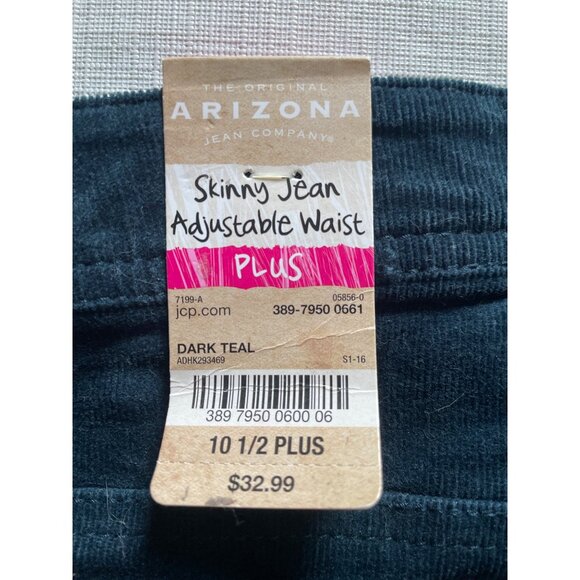 THE ORIGINAL
ARIZONA
JEAN COMPANY®
Skinny Jean
Adjustable Waist
PLUS
7199-A 05856-0
jcp.com 389-7950 0661
DARK TEAL
ADHK293469 S1-16
389 7950 0600 06
10 1/2 PLUS
$32.99